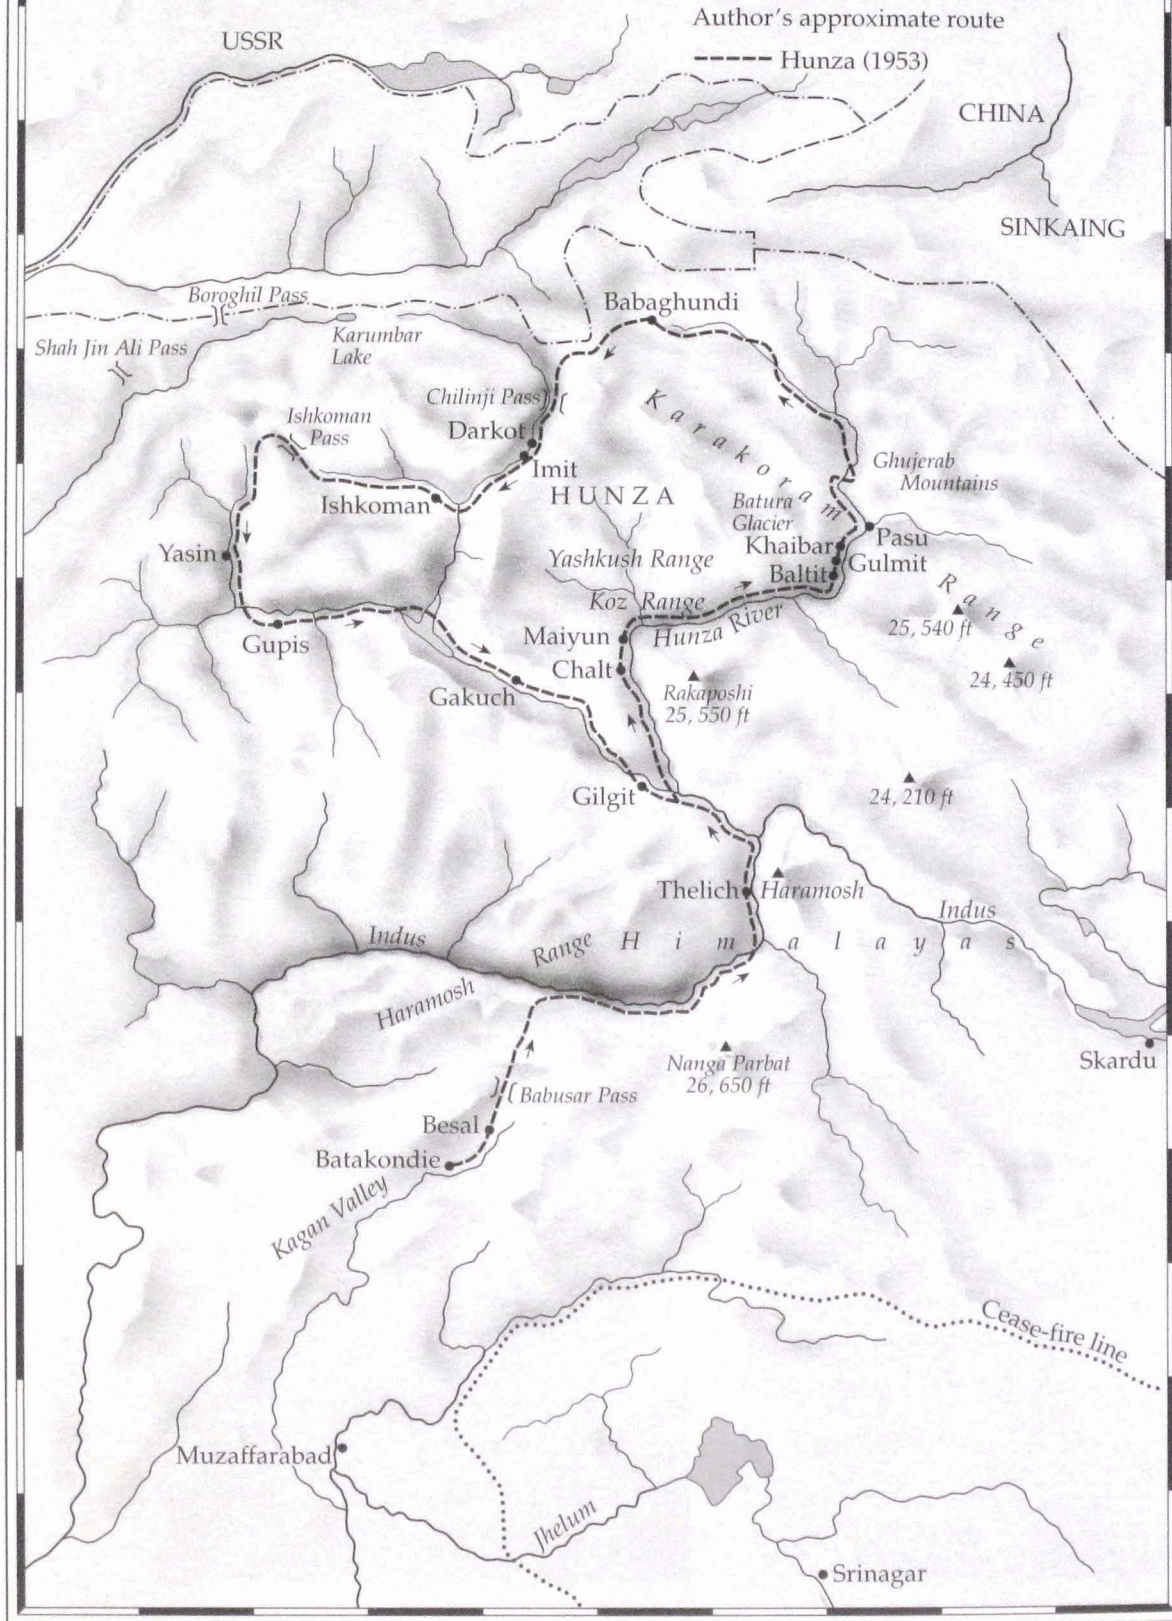 Author's approximate route
Hunza (1953)
USSR
CHINA
SINKAING
Boroghil Pass
Babaghundi
Shah Jin Ali Pass
Karumbar
Lake
Chilinji Pass
Karakoram
Ishkoman
Pass
Darkot
Imit
Ghujerab
Mountains
HUNZA
Ishkoman
Batura
Glacier
Pasu
Khaibar
Yasin
Yashkush Range
Gulmit
Baltit
Range
Koz Range
25, 540 ft
Gupis
Maiyun
Hunza River
Chalt
24, 450 ft
Gakuch
Rakaposhi
25, 550 ft
Gilgit
24, 210 ft
Thelich
Haramosh
Indus
Indus
Range
Himalayas
Haramosh
Skardu
Nanga Parbat
26, 650 ft
Babusar Pass
Besal
Batakondie
Kagan Valley
Cease-fire line
Muzaffarabad
Jhelum
Srinagar